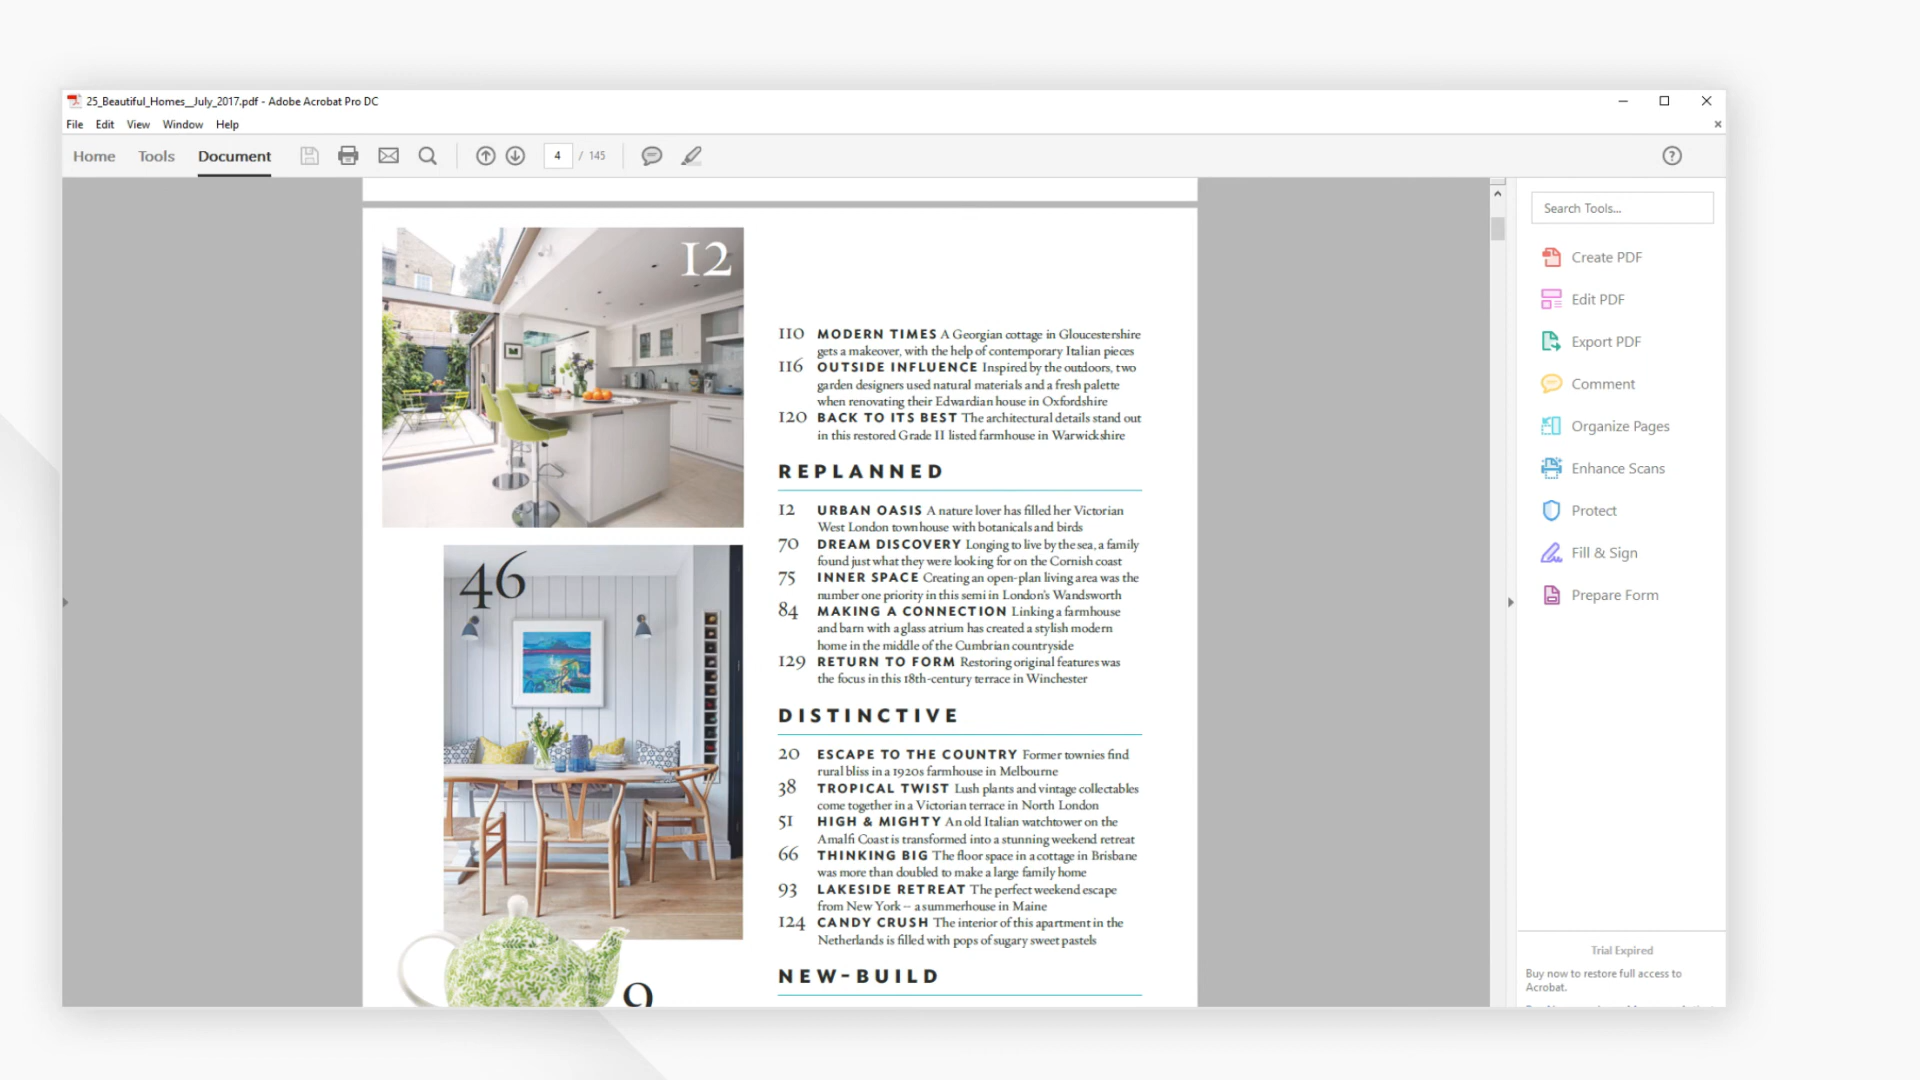 25_Beautiful_Homes__July_2017.pdf - Adobe Acrobat Pro DC
File Edit View Window Help
Home Tools Document 4 / 145
Search Tools...
Create PDF
Edit PDF
Export PDF
Comment
Organize Pages
Enhance Scans
Protect
Fill & Sign
Prepare Form
Trial Expired
Buy now to restore full access to
Acrobat.
12
46
9
110 MODERN TIMES A Georgian cottage in Gloucestershire
gets a makeover, with the help of contemporary Italian pieces
116 OUTSIDE INFLUENCE Inspired by the outdoors, two
garden designers used natural materials and a fresh palette
when renovating their Edwardian house in Oxfordshire
120 BACK TO ITS BEST The architectural details stand out
in this restored Grade II listed farmhouse in Warwickshire
REPLANNED
12 URBAN OASIS A nature lover has filled her Victorian
West London townhouse with botanicals and birds
70 DREAM DISCOVERY Longing to live by the sea, a family
found just what they were looking for on the Cornish coast
75 INNER SPACE Creating an open-plan living area was the
number one priority in this semi in London's Wandsworth
84 MAKING A CONNECTION Linking a farmhouse
and barn with a glass atrium has created a stylish modern
home in the middle of the Cumbrian countryside
129 RETURN TO FORM Restoring original features was
the focus in this 18th-century terrace in Winchester
DISTINCTIVE
20 ESCAPE TO THE COUNTRY Former townies find
rural bliss in a 1920s farmhouse in Melbourne
38 TROPICAL TWIST Lush plants and vintage collectables
come together in a Victorian terrace in North London
51 HIGH & MIGHTY An old Italian watchtower on the
Amalfi Coast is transformed into a stunning weekend retreat
66 THINKING BIG The floor space in a cottage in Brisbane
was more than doubled to make a large family home
93 LAKESIDE RETREAT The perfect weekend escape
from New York – a summerhouse in Maine
124 CANDY CRUSH The interior of this apartment in the
Netherlands is filled with pops of sugary sweet pastels
NEW-BUILD